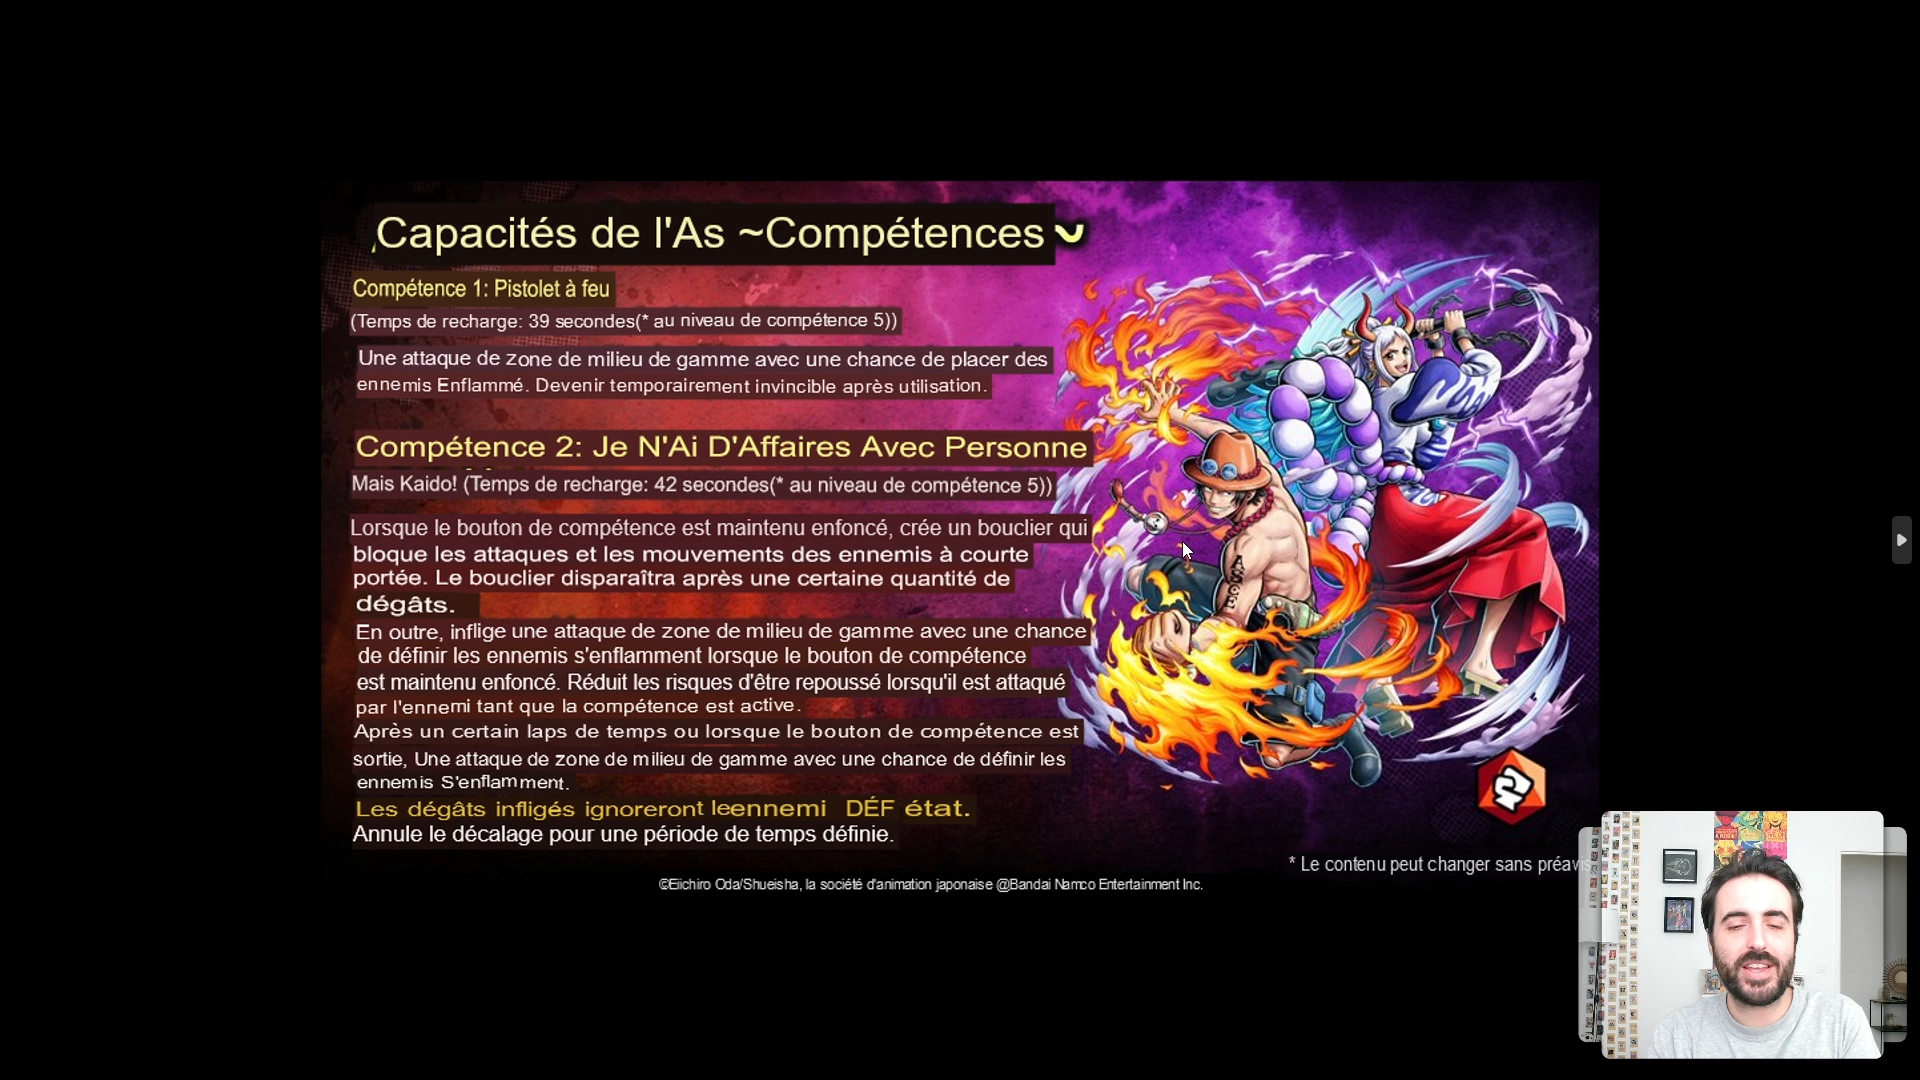 Capacités de l'As ~Compétences~
Compétence 1: Pistolet à feu
(Temps de recharge: 39 secondes(* au niveau de compétence 5))
Une attaque de zone de milieu de gamme avec une chance de placer des
ennemis Enflammé. Devenir temporairement invincible après utilisation.
Compétence 2: Je N'Ai D'Affaires Avec Personne
Mais Kaido! (Temps de recharge: 42 secondes(* au niveau de compétence 5))
Lorsque le bouton de compétence est maintenu enfoncé, crée un bouclier qui
bloque les attaques et les mouvements des ennemis à courte
portée. Le bouclier disparaîtra après une certaine quantité de
dégâts.
En outre, inflige une attaque de zone de milieu de gamme avec une chance
de définir les ennemis s'enflamment lorsque le bouton de compétence
est maintenu enfoncé. Réduit les risques d'être repoussé lorsqu'il est attaqué
par l'ennemi tant que la compétence est active.
Après un certain laps de temps ou lorsque le bouton de compétence est
sortie, Une attaque de zone de milieu de gamme avec une chance de définir les
ennemis S'enflamment.
Les dégâts infligés ignoreront leennemi DÉF état.
Annule le décalage pour une période de temps définie.
ASCE
* Le contenu peut changer sans préavis
©Eiichiro Oda/Shueisha, la société d'animation japonaise @Bandai Namco Entertainment Inc.